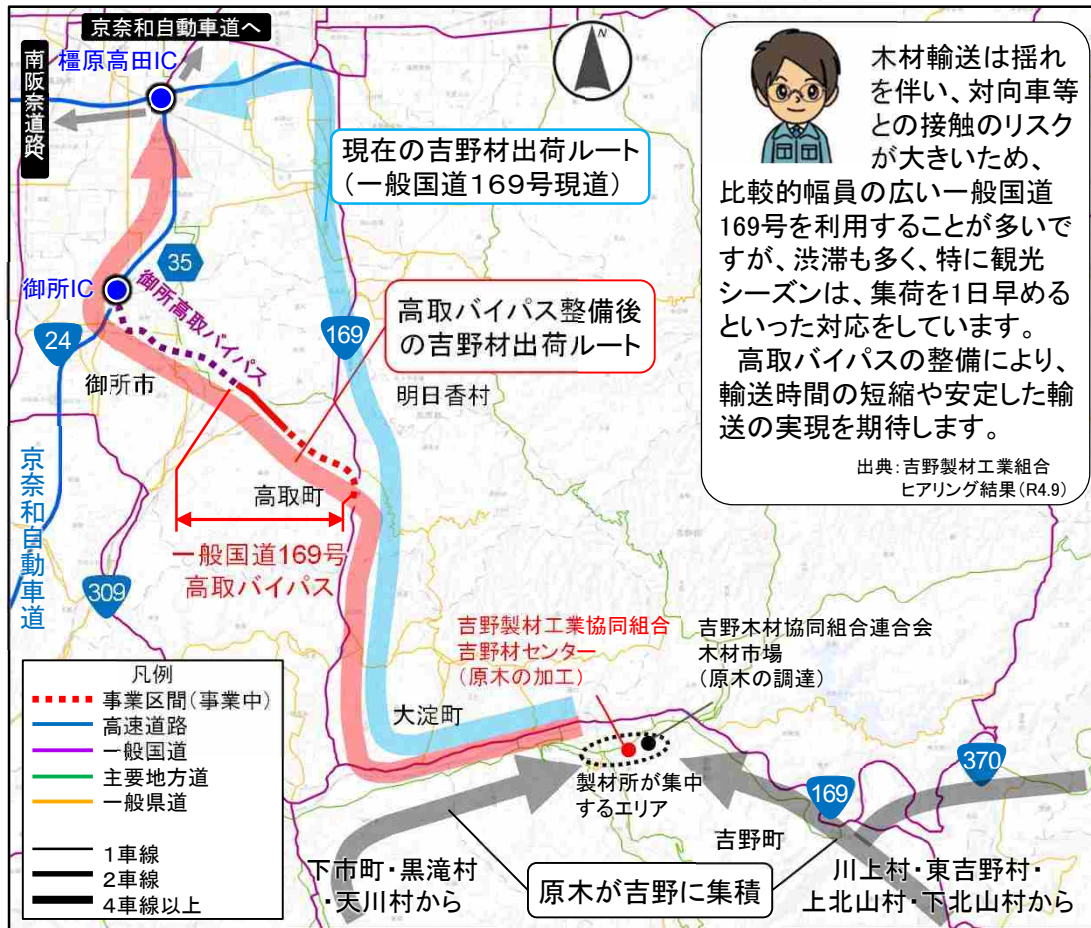 京奈和自動車道へ
橿原高田IC
南阪奈道路
N
木材輸送は揺れ
を伴い、対向車等
との接触のリスク
が大きいため、
比較的幅員の広い一般国道
169号を利用することが多いで
すが、渋滞も多く、特に観光
シーズンは、集荷を1日早める
といった対応をしています。
高取バイパスの整備により、
輸送時間の短縮や安定した輸
送の実現を期待します。
出典:吉野製材工業組合
ヒアリング結果(R4.9)
現在の吉野材出荷ルート
(一般国道169号現道)
35
御所IC
御所高取バイパス
高取バイパス整備後
の吉野材出荷ルート
24
169
御所市
明日香村
京奈和自動車道
高取町
一般国道169号
高取バイパス
309
吉野製材工業協同組合
吉野材センター
(原木の加工)
吉野木材協同組合連合会
木材市場
(原木の調達)
大淀町
製材所が集中
するエリア
370
169
吉野町
下市町・黒滝村
・天川村から
原木が吉野に集積
川上村・東吉野村・
上北山村・下北山村から
凡例
事業区間(事業中)
高速道路
一般国道
主要地方道
一般県道
1車線
2車線
4車線以上